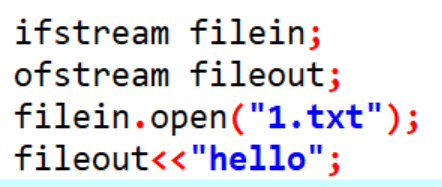 ifstream filein;
ofstream fileout;
filein.open("1.txt");
fileout<<"hello";